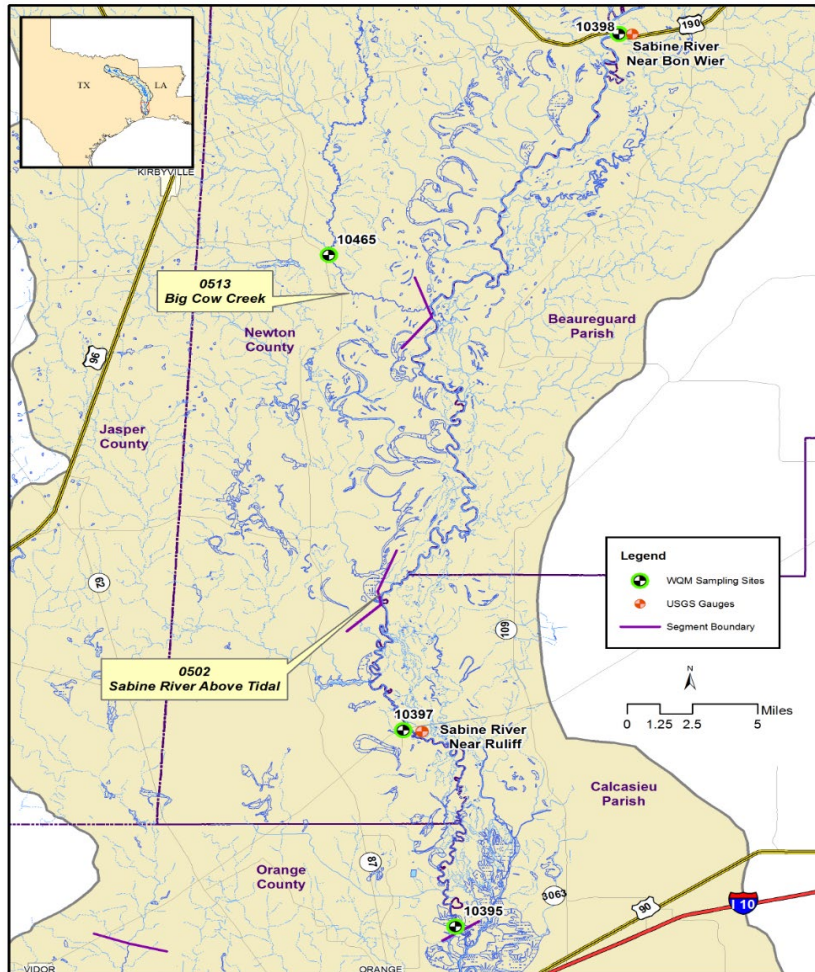 10398
190
Sabine River
Near Bon Wier
TX
LA
KIRBYVILLE
10465
0513
Big Cow Creek
Newton
County
Beaureguard
Parish
96
Jasper
County
Legend
WQM Sampling Sites
USGS Gauges
Segment Boundary
62
109
N
Miles
0 1.25 2.5 5
0502
Sabine River Above Tidal
10397
Sabine River
Near Ruliff
Calcasieu
Parish
Orange
County
87
3063
90
I 10
10395
VIDOR
ORANGE